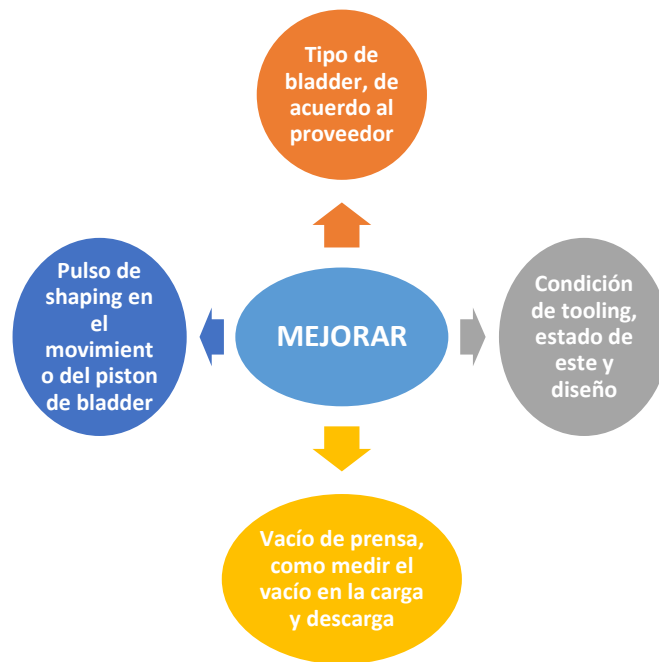 Tipo de
bladder, de
acuerdo al
proveedor
Pulso de
shaping en
el
movimient
o del piston
de bladder
MEJORAR
Condición
de tooling,
estado de
este y
diseño
Vacío de prensa,
como medir el
vacío en la carga
y descarga